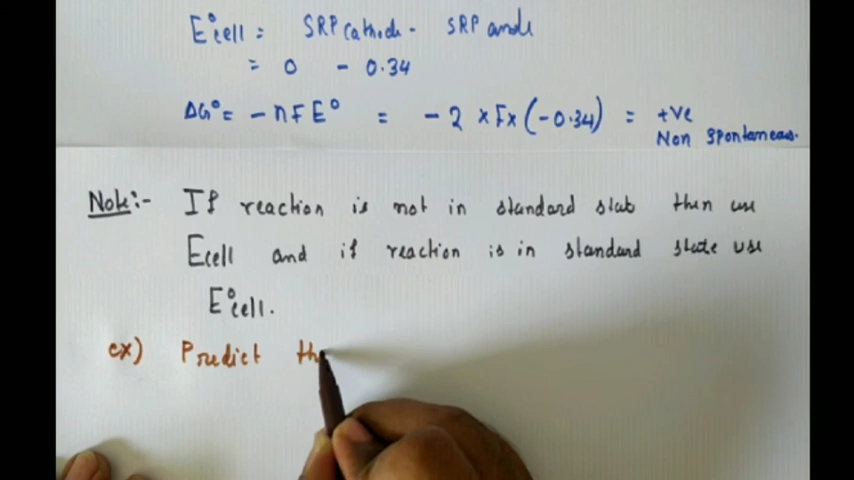 E°cell = SRP cathode - SRP anode
= 0 - 0.34
ΔG° = - nFE° = - 2 x F x (-0.34) = +ve
Non spontaneous.
Note:- If reaction is not in standard state then use
Ecell and if reaction is in standard state use
E°cell.
ex) Predict th